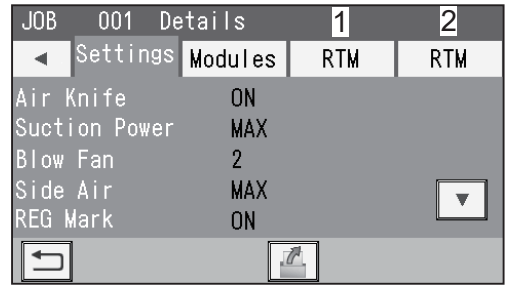 JOB 001 Details 1 2
◄ Settings Modules RTM RTM
Air Knife ON
Suction Power MAX
Blow Fan 2
Side Air MAX
REG Mark ON